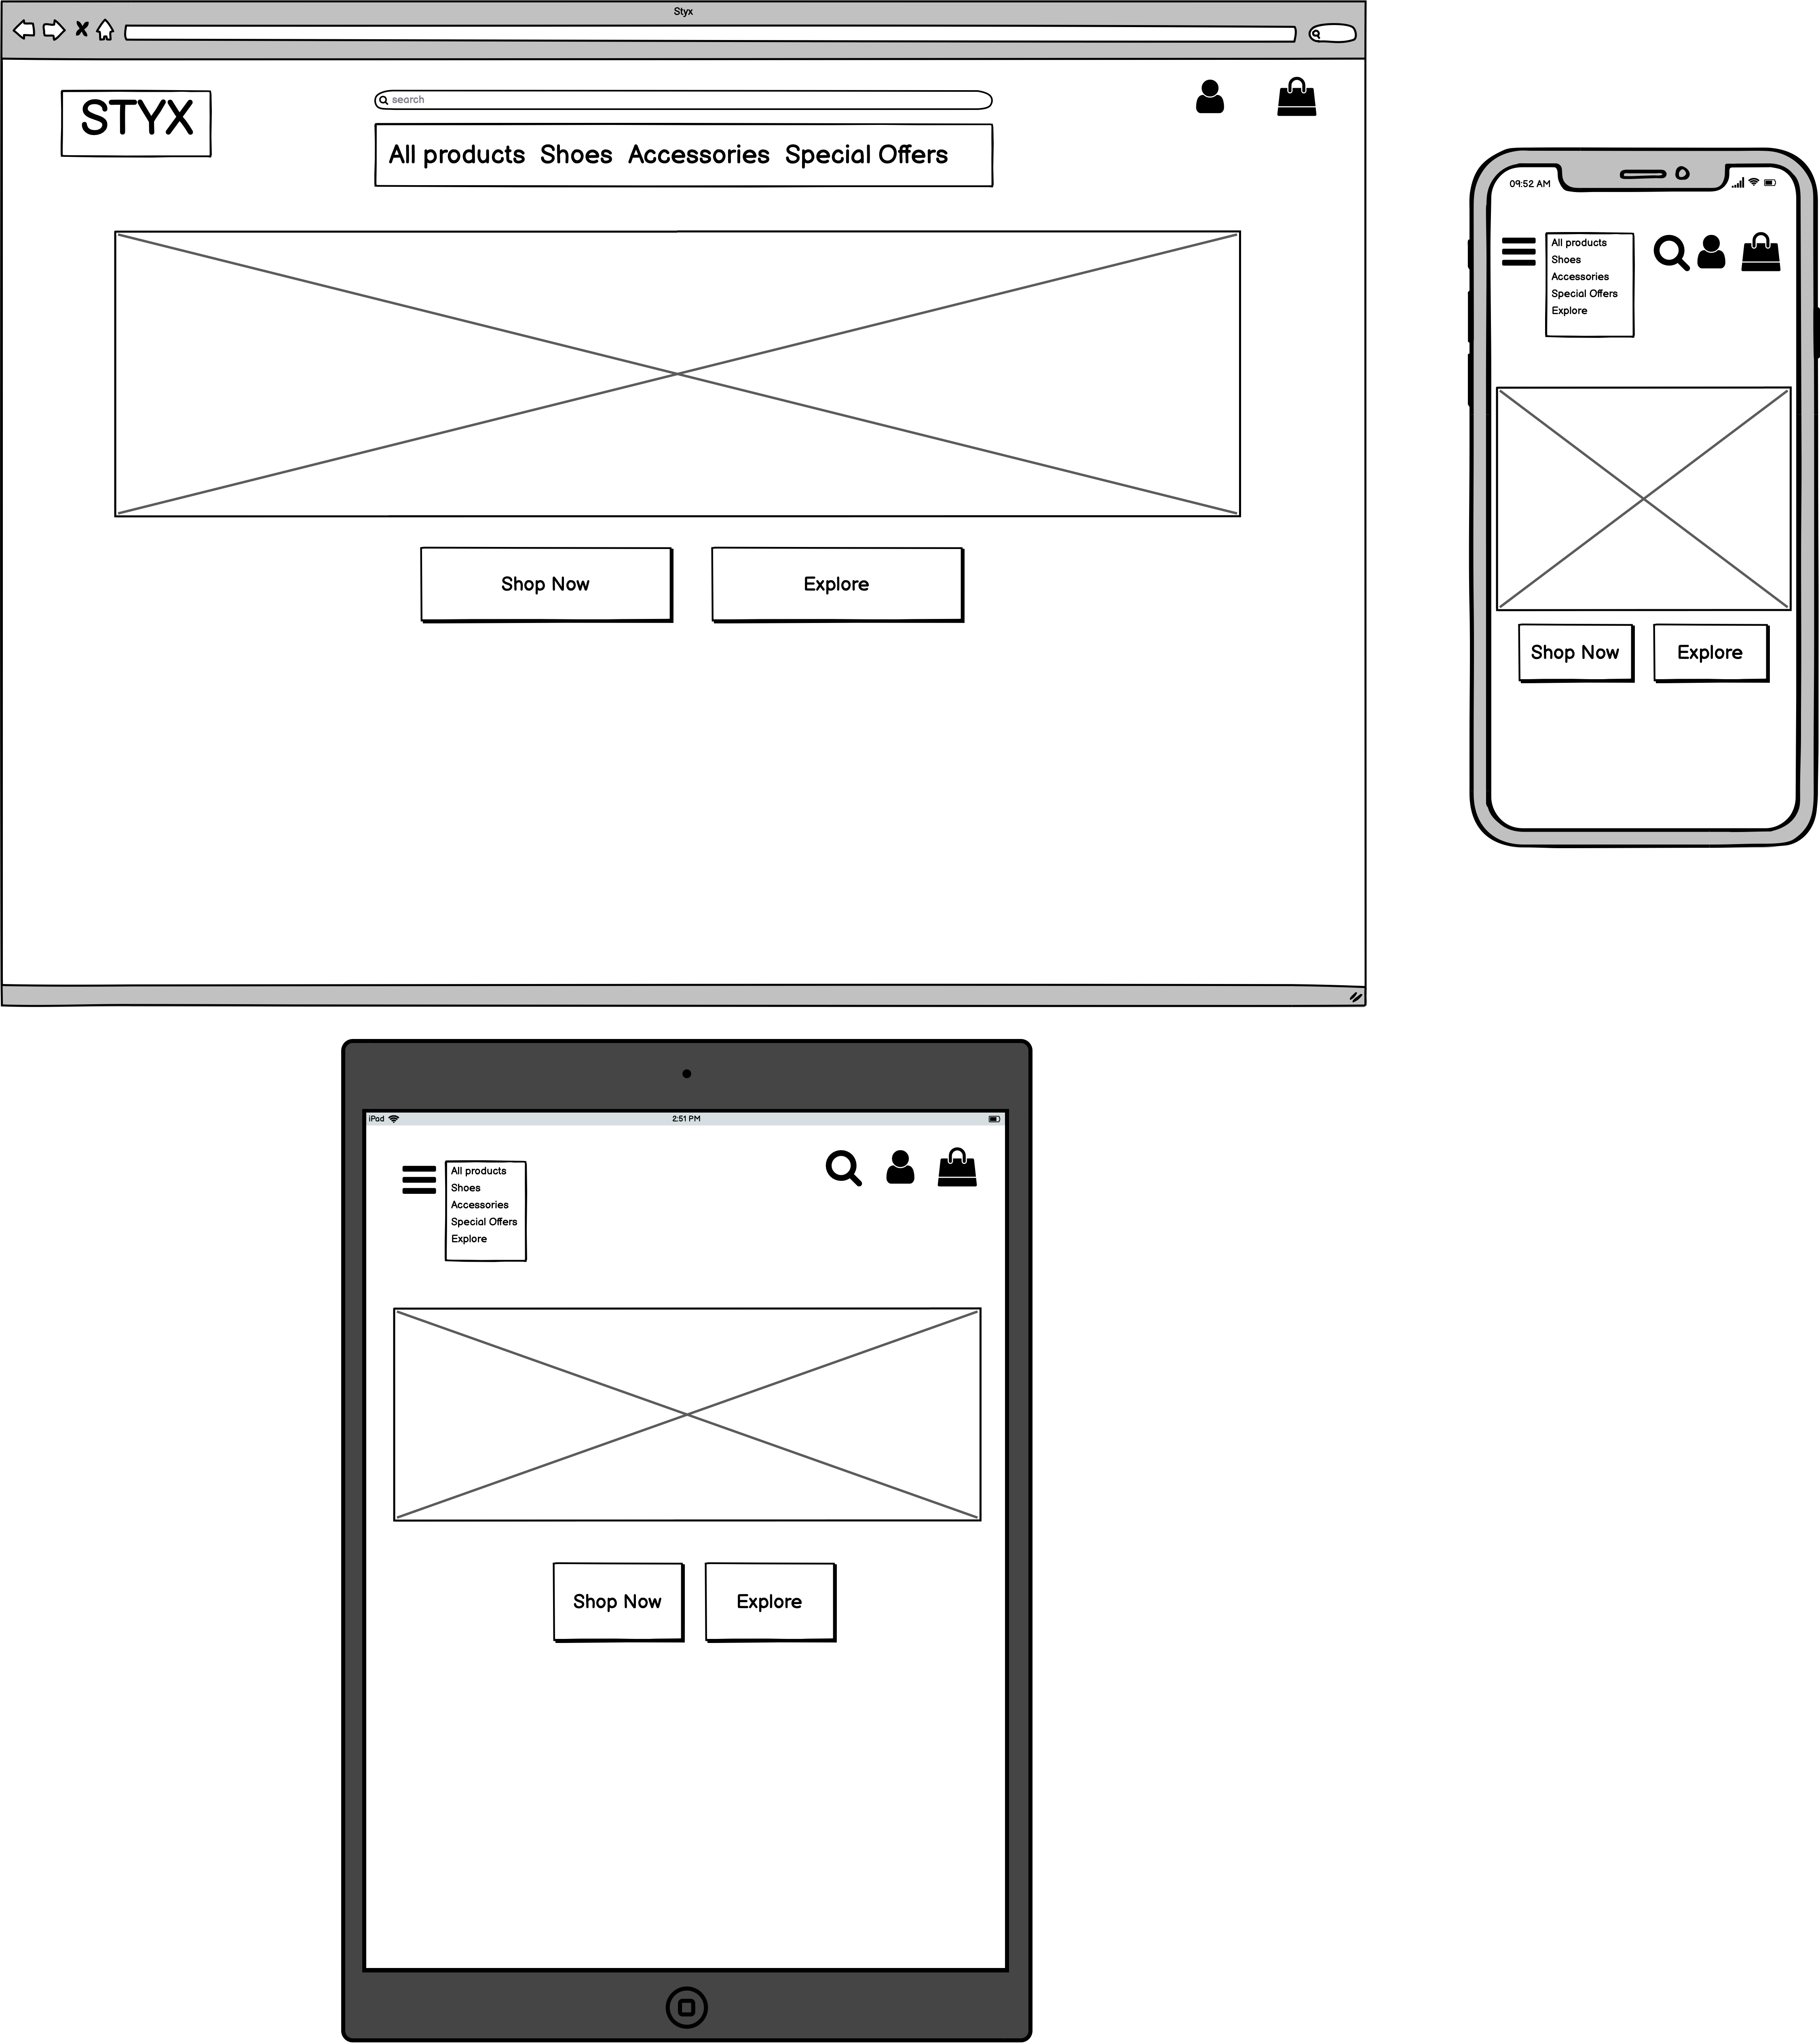 Styx
STYX
search
All products Shoes Accessories Special Offers
Shop Now
Explore
09:52 AM
All products
Shoes
Accessories
Special Offers
Explore
Shop Now
Explore
iPad
2:51 PM
All products
Shoes
Accessories
Special Offers
Explore
Shop Now
Explore